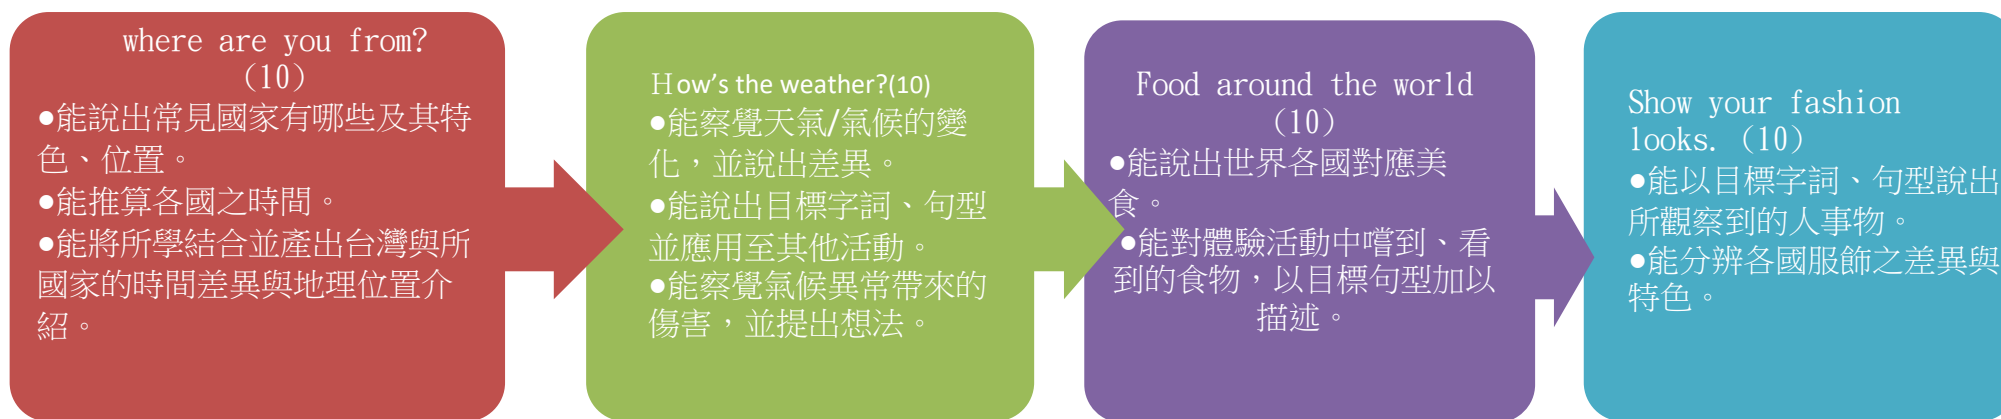 where are you from?
(10)
●能說出常見國家有哪些及其特
色、位置。
●能推算各國之時間。
●能將所學結合並產出台灣與所
國家的時間差異與地理位置介
紹。
How's the weather?(10)
●能察覺天氣/氣候的變
化，並說出差異。
●能說出目標字詞、句型
並應用至其他活動。
●能察覺氣候異常帶來的
傷害，並提出想法。
Food around the world
(10)
●能說出世界各國對應美
食。
●能對體驗活動中嚐到、看
到的食物，以目標句型加以
描述。
Show your fashion
looks. (10)
●能以目標字詞、句型說出
所觀察到的人事物。
●能分辨各國服飾之差異與
特色。